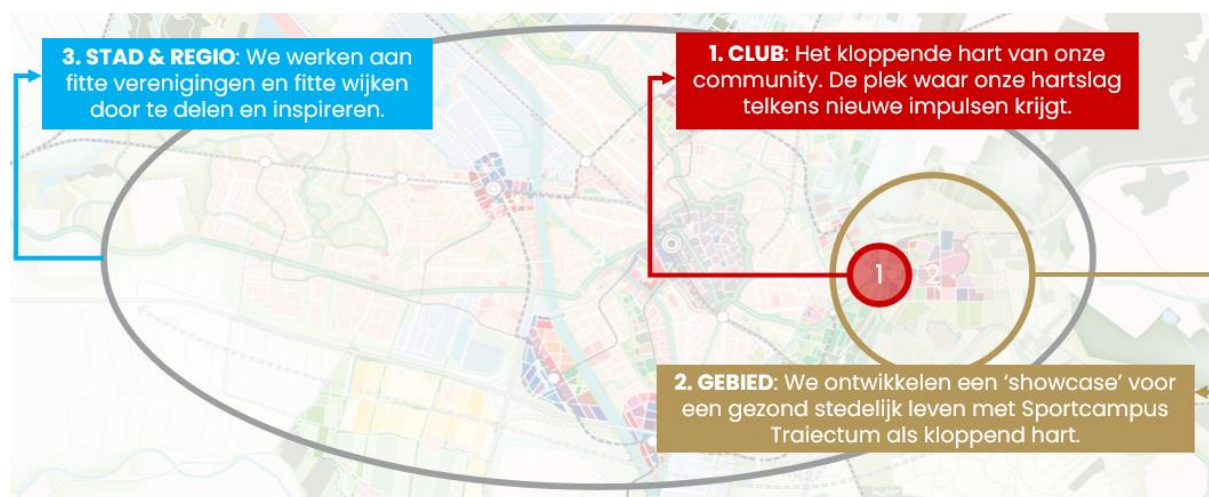 3. STAD & REGIO: We werken aan
fitte verenigingen en fitte wijken
door te delen en inspireren.
1. CLUB: Het kloppende hart van onze
community. De plek waar onze hartslag
telkens nieuwe impulsen krijgt.
3
1
2
2. GEBIED: We ontwikkelen een ‘showcase’ voor
een gezond stedelijk leven met Sportcampus
Traiectum als kloppend hart.